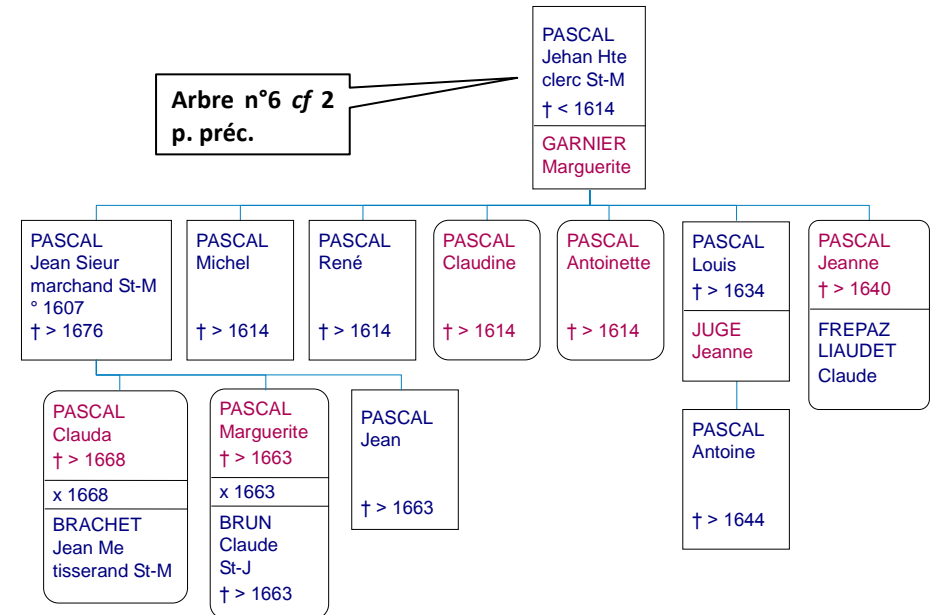 PASCAL
Jehan Hte
clerc St-M
† < 1614
GARNIER
Marguerite
Arbre n°6 cf 2
p. préc.
PASCAL
Jean Sieur
marchand St-M
° 1607
† > 1676
PASCAL
Michel
† > 1614
PASCAL
René
† > 1614
PASCAL
Claudine
† > 1614
PASCAL
Antoinette
† > 1614
PASCAL
Louis
† > 1634
JUGE
Jeanne
PASCAL
Jeanne
† > 1640
FREPAZ
LIAUDET
Claude
PASCAL
Clauda
† > 1668
x 1668
BRACHET
Jean Me
tisserand St-M
PASCAL
Marguerite
† > 1663
x 1663
BRUN
Claude
St-J
† > 1663
PASCAL
Jean
† > 1663
PASCAL
Antoine
† > 1644